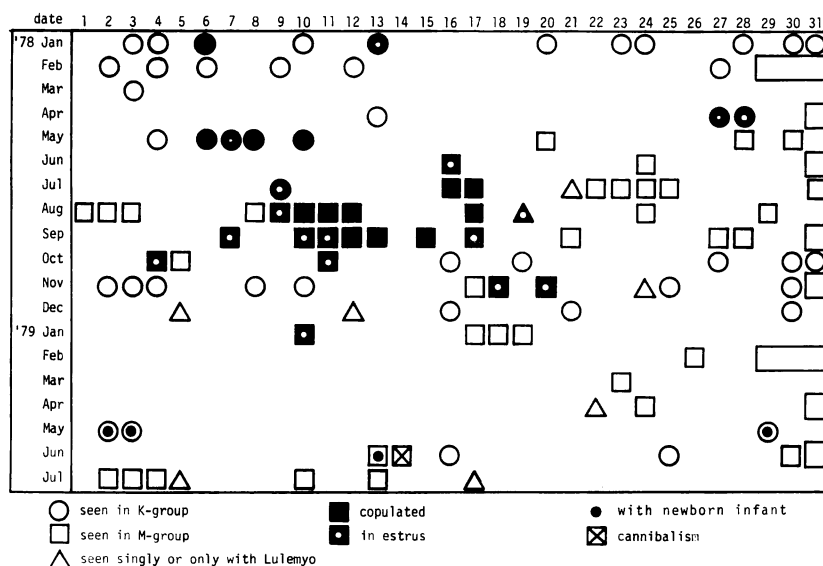 date 1 2 3 4 5 6 7 8 9 10 11 12 13 14 15 16 17 18 19 20 21 22 23 24 25 26 27 28 29 30 31
'78 Jan
Feb
Mar
Apr
May
Jun
Jul
Aug
Sep
Oct
Nov
Dec
'79 Jan
Feb
Mar
Apr
May
Jun
Jul
seen in K-group copulated with newborn infant
seen in M-group in estrus cannibalism
seen singly or only with Lulemyo